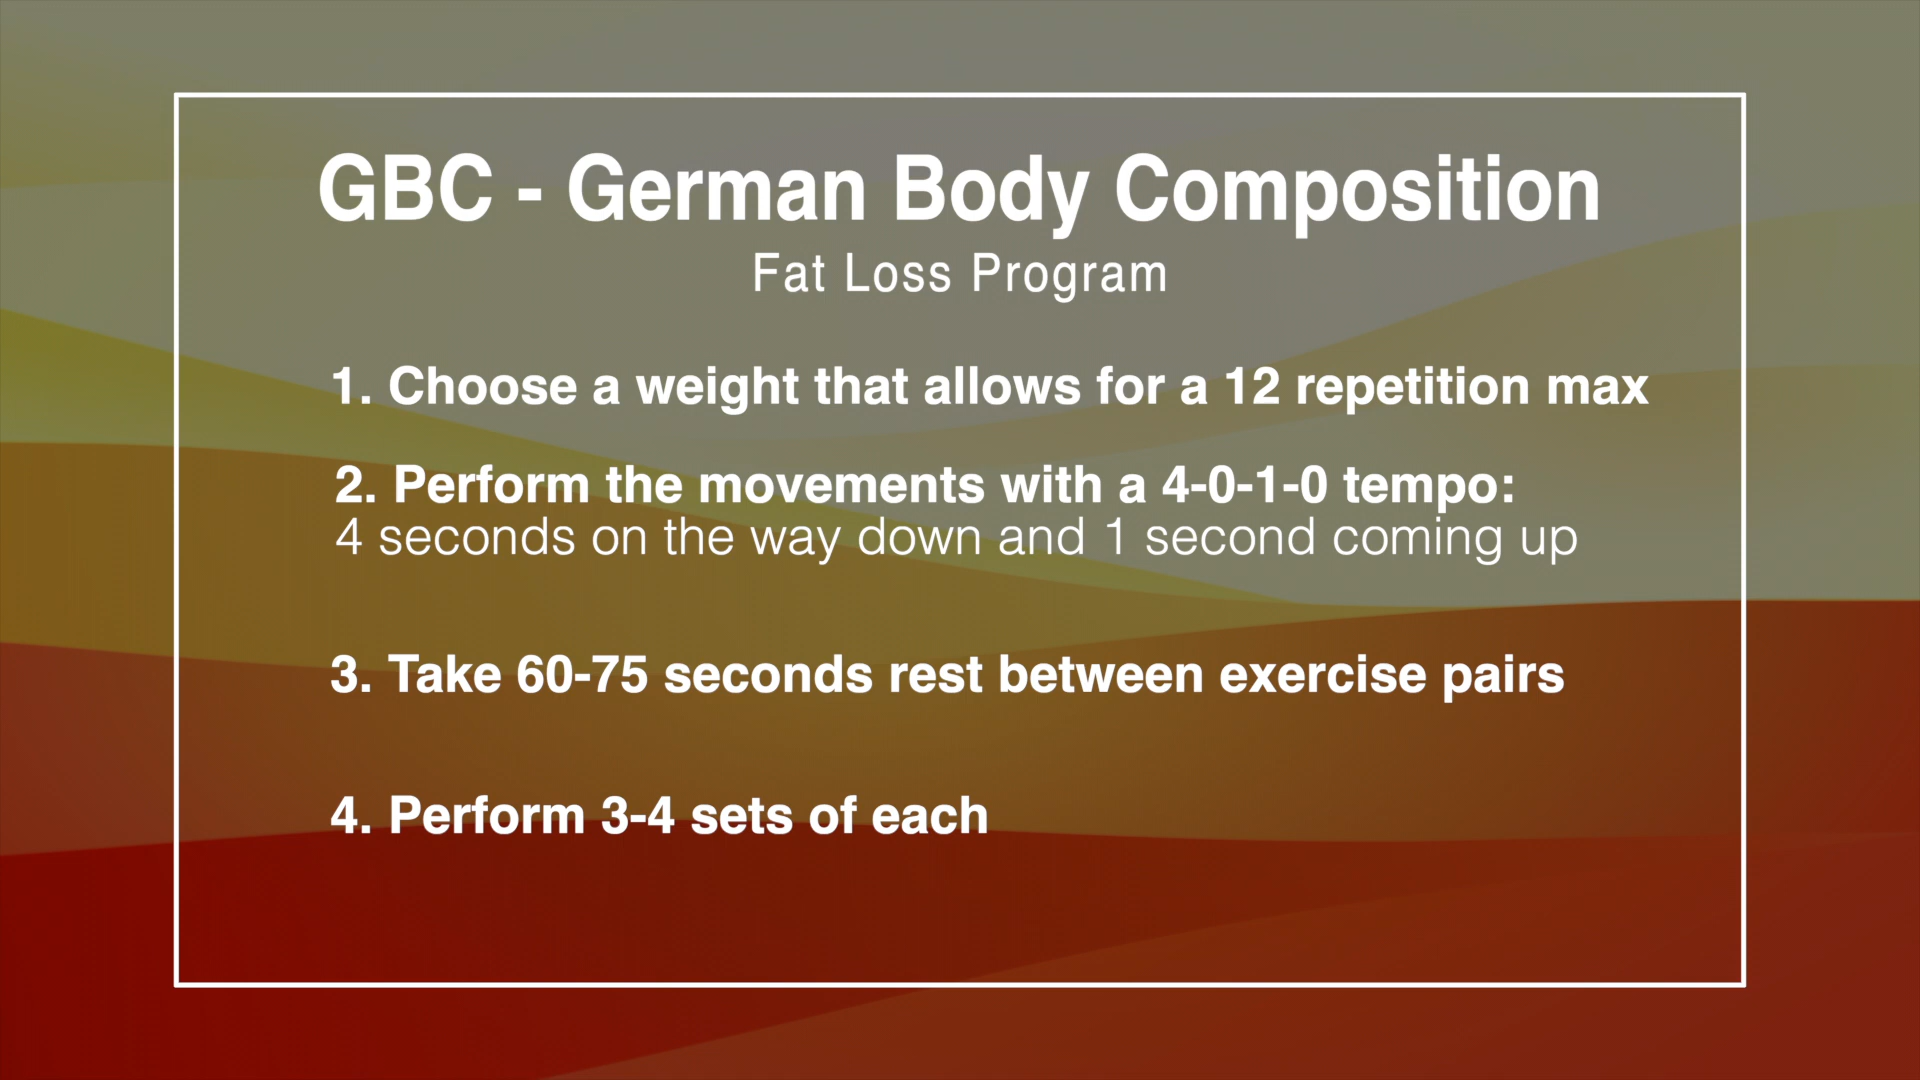 GBC - German Body Composition
Fat Loss Program
1. Choose a weight that allows for a 12 repetition max
2. Perform the movements with a 4-0-1-0 tempo:
4 seconds on the way down and 1 second coming up
3. Take 60-75 seconds rest between exercise pairs
4. Perform 3-4 sets of each